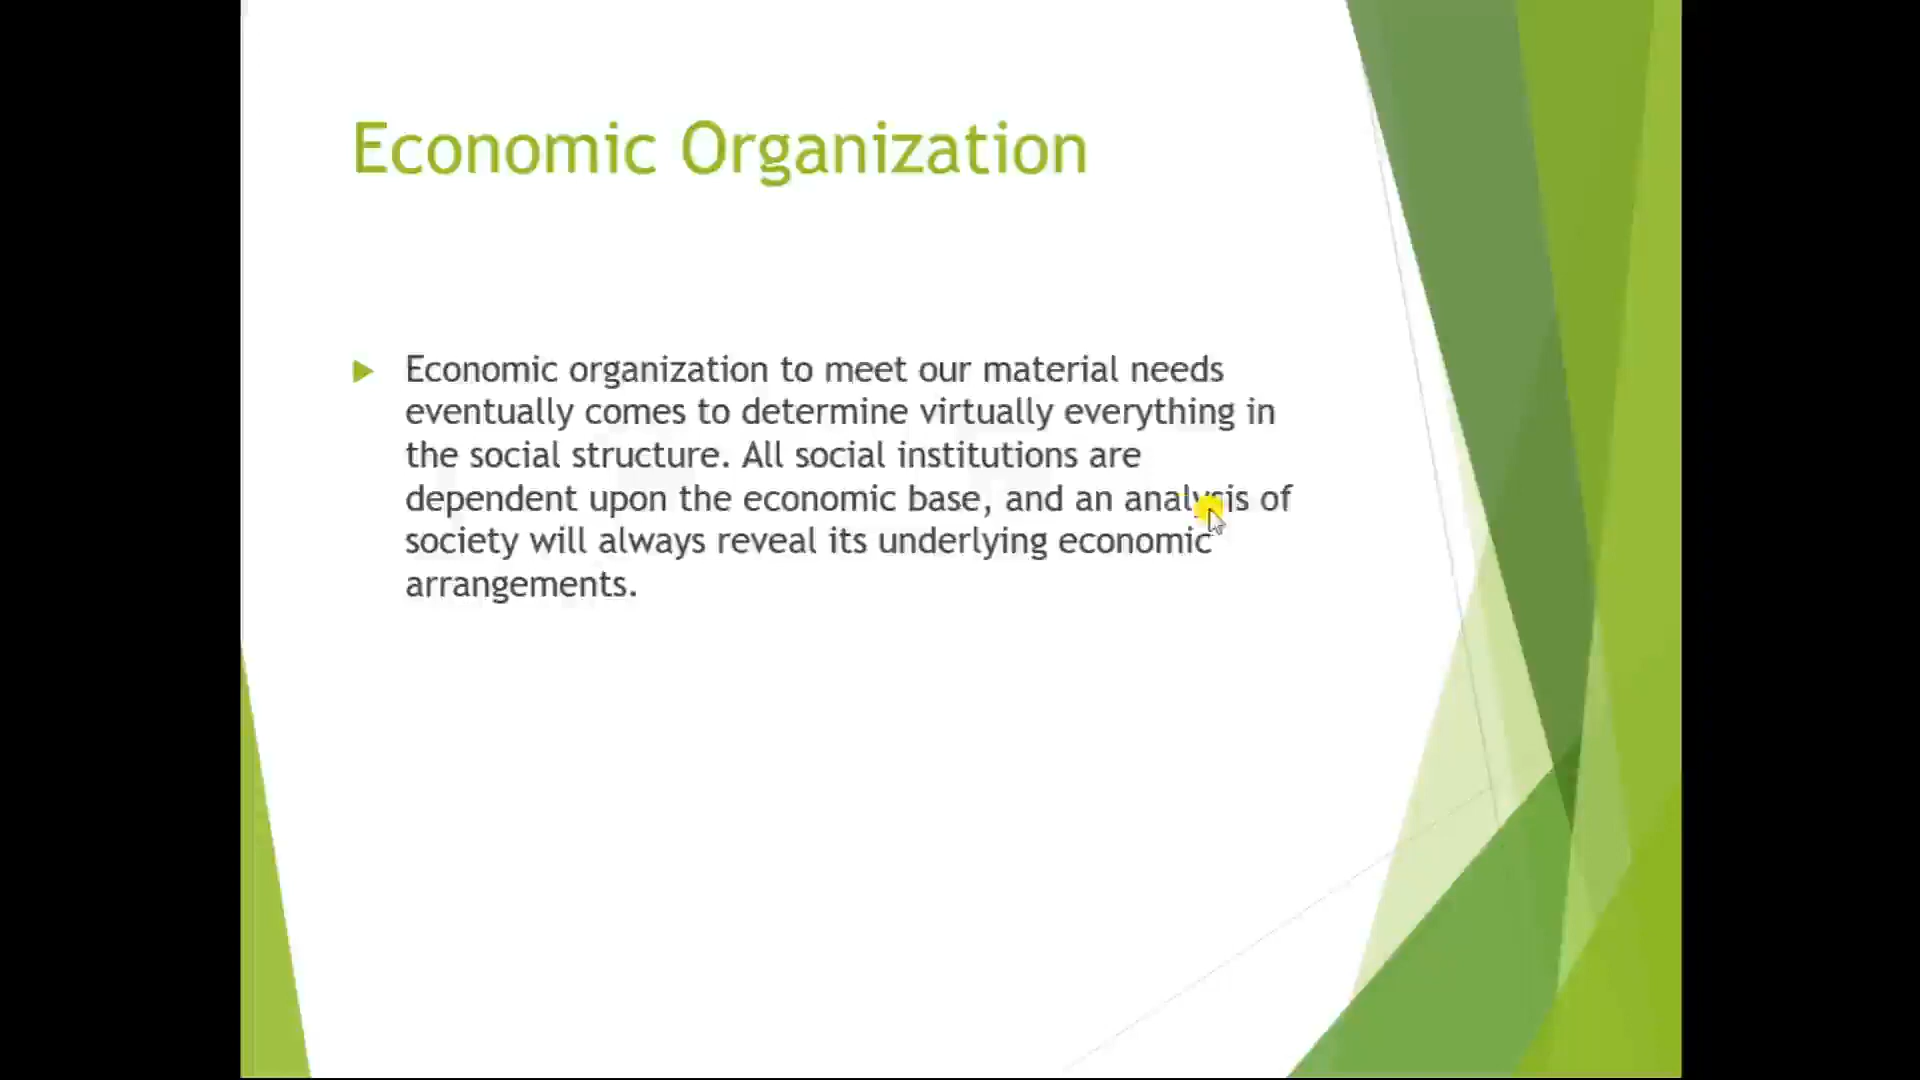 Economic Organization
Economic organization to meet our material needs
eventually comes to determine virtually everything in
the social structure. All social institutions are
dependent upon the economic base, and an analysis of
society will always reveal its underlying economic
arrangements.